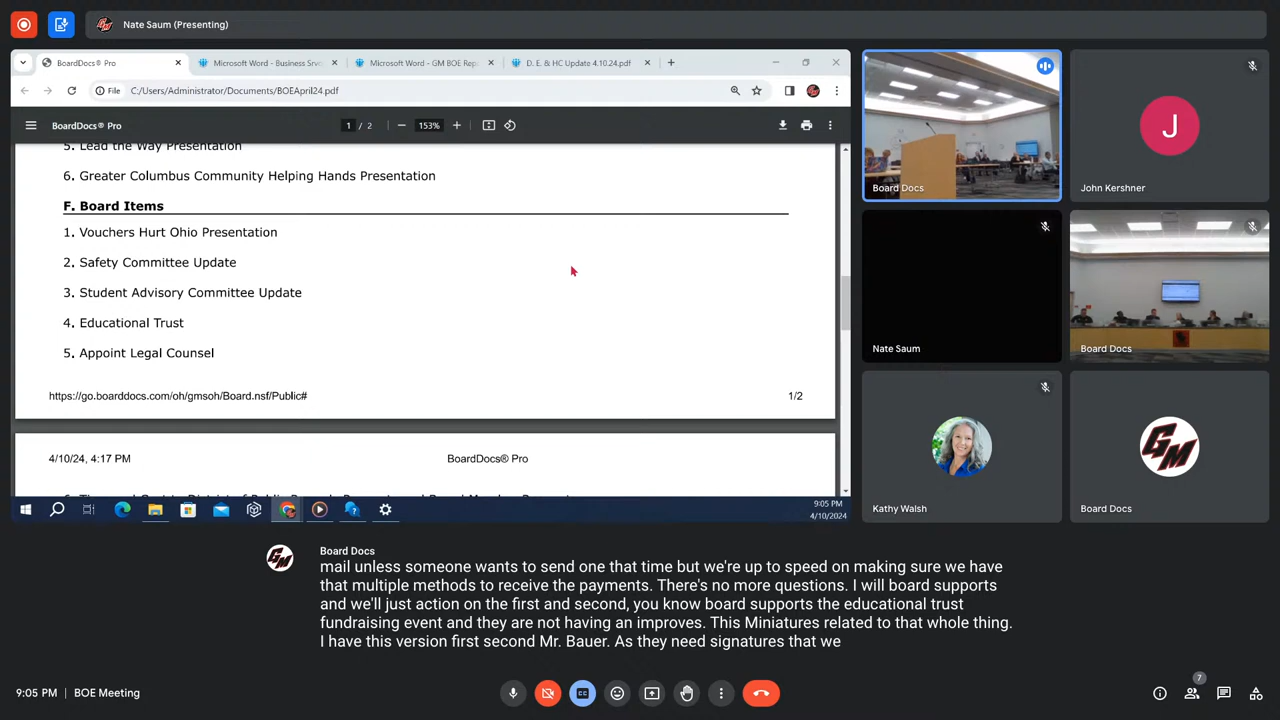 Nate Saum (Presenting)
BoardDocs® Pro
Microsoft Word - Business Srve
Microsoft Word - GM BOE Rep
D. E. & HC Update 4.10.24.pdf
File
C:/Users/Administrator/Documents/BOEApril24.pdf
BoardDocs® Pro
1 / 2
153%
5. Lead the Way Presentation
6. Greater Columbus Community Helping Hands Presentation
F. Board Items
1. Vouchers Hurt Ohio Presentation
2. Safety Committee Update
3. Student Advisory Committee Update
4. Educational Trust
5. Appoint Legal Counsel
https://go.boarddocs.com/oh/gmsoh/Board.nsf/Public#
1/2
4/10/24, 4:17 PM
BoardDocs® Pro
9:05 PM
4/10/2024
Board Docs
J
John Kershner
Nate Saum
Board Docs
Kathy Walsh
GM
Board Docs
Board Docs
mail unless someone wants to send one that time but we're up to speed on making sure we have
that multiple methods to receive the payments. There's no more questions. I will board supports
and we'll just action on the first and second, you know board supports the educational trust
fundraising event and they are not having an improves. This Miniatures related to that whole thing.
I have this version first second Mr. Bauer. As they need signatures that we
9:05 PM | BOE Meeting
CC
7